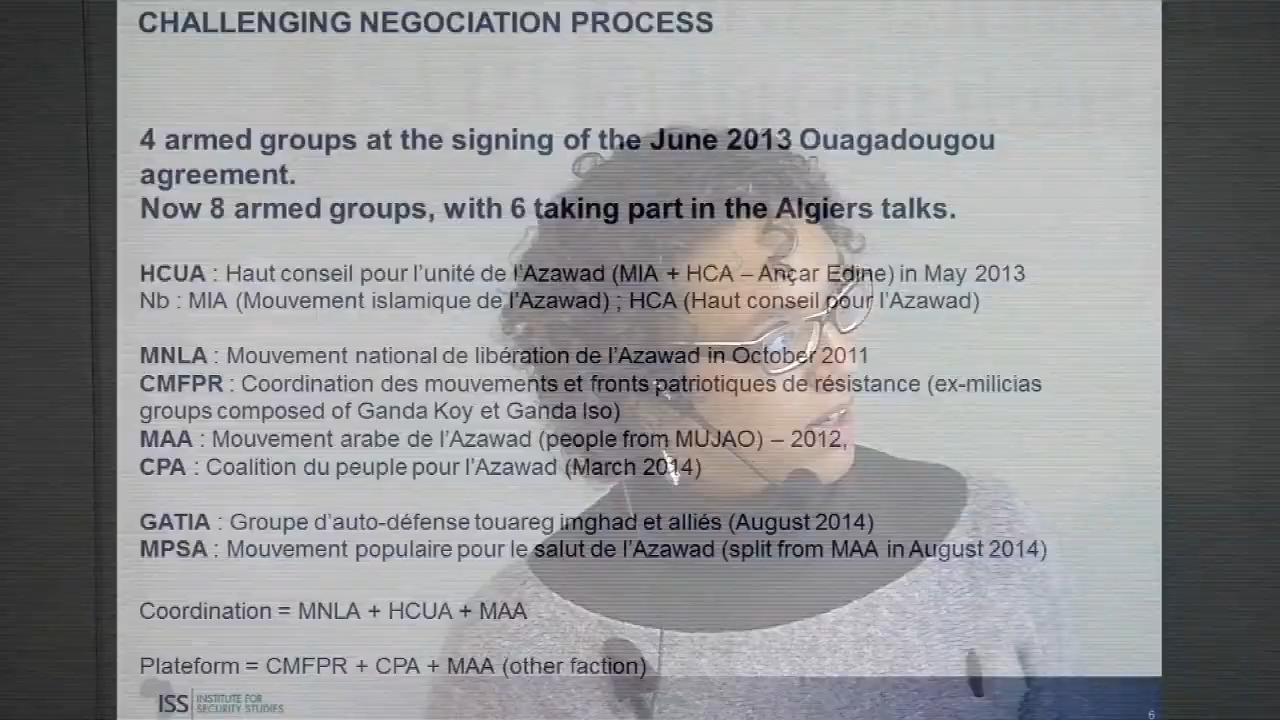 CHALLENGING NEGOCIATION PROCESS
4 armed groups at the signing of the June 2013 Ouagadougou
agreement.
Now 8 armed groups, with 6 taking part in the Algiers talks.
HCUA : Haut conseil pour l'unité de l'Azawad (MIA + HCA – Ançar Edine) in May 2013
Nb : MIA (Mouvement islamique de l'Azawad) ; HCA (Haut conseil pour l'Azawad)
MNLA : Mouvement national de libération de l'Azawad in October 2011
CMFPR : Coordination des mouvements et fronts patriotiques de résistance (ex-milicias
groups composed of Ganda Koy et Ganda Iso)
MAA : Mouvement arabe de l'Azawad (people from MUJAO) – 2012,
CPA : Coalition du peuple pour l'Azawad (March 2014)
GATIA : Groupe d'auto-défense touareg imghad et alliés (August 2014)
MPSA : Mouvement populaire pour le salut de l'Azawad (split from MAA in August 2014)
Coordination = MNLA + HCUA + MAA
Plateform = CMFPR + CPA + MAA (other faction)
ISS INSTITUTE FOR
SECURITY STUDIES
6